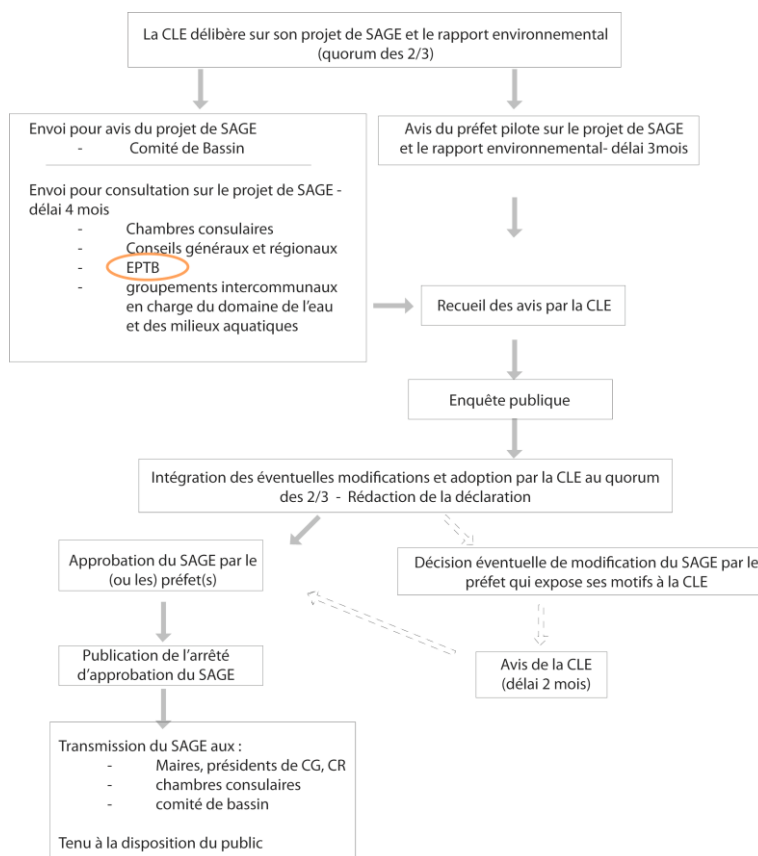 La CLE délibère sur son projet de SAGE et le rapport environnemental
(quorum des 2/3)
Envoi pour avis du projet de SAGE
- Comité de Bassin
Envoi pour consultation sur le projet de SAGE -
délai 4 mois
- Chambres consulaires
- Conseils généraux et régionaux
- EPTB
- groupements intercommunaux
en charge du domaine de l'eau
et des milieux aquatiques
Avis du préfet pilote sur le projet de SAGE
et le rapport environnemental- délai 3mois
Recueil des avis par la CLE
Enquête publique
Intégration des éventuelles modifications et adoption par la CLE au quorum
des 2/3 - Rédaction de la déclaration
Approbation du SAGE par le
(ou les) préfet(s)
Décision éventuelle de modification du SAGE par le
préfet qui expose ses motifs à la CLE
Publication de l'arrêté
d'approbation du SAGE
Avis de la CLE
(délai 2 mois)
Transmission du SAGE aux :
- Maires, présidents de CG, CR
- chambres consulaires
- comité de bassin
Tenu à la disposition du public